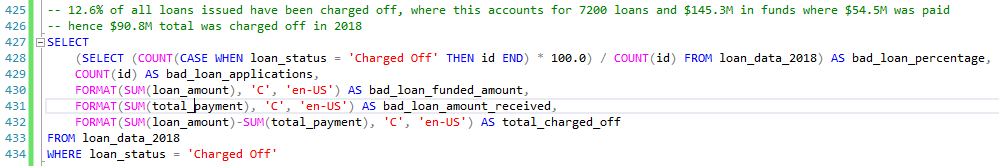 425 -- 12.6% of all loans issued have been charged off, where this accounts for 7200 loans and $145.3M in funds where $54.5M was paid
426 -- hence $90.8M total was charged off in 2018
427 SELECT
428 (SELECT (COUNT(CASE WHEN loan_status = 'Charged Off' THEN id END) * 100.0) / COUNT(id) FROM loan_data_2018) AS bad_loan_percentage,
429 COUNT(id) AS bad_loan_applications,
430 FORMAT(SUM(loan_amount), 'C', 'en-US') AS bad_loan_funded_amount,
431 FORMAT(SUM(total_payment), 'C', 'en-US') AS bad_loan_amount_received,
432 FORMAT(SUM(loan_amount)-SUM(total_payment), 'C', 'en-US') AS total_charged_off
433 FROM loan_data_2018
434 WHERE loan_status = 'Charged Off'